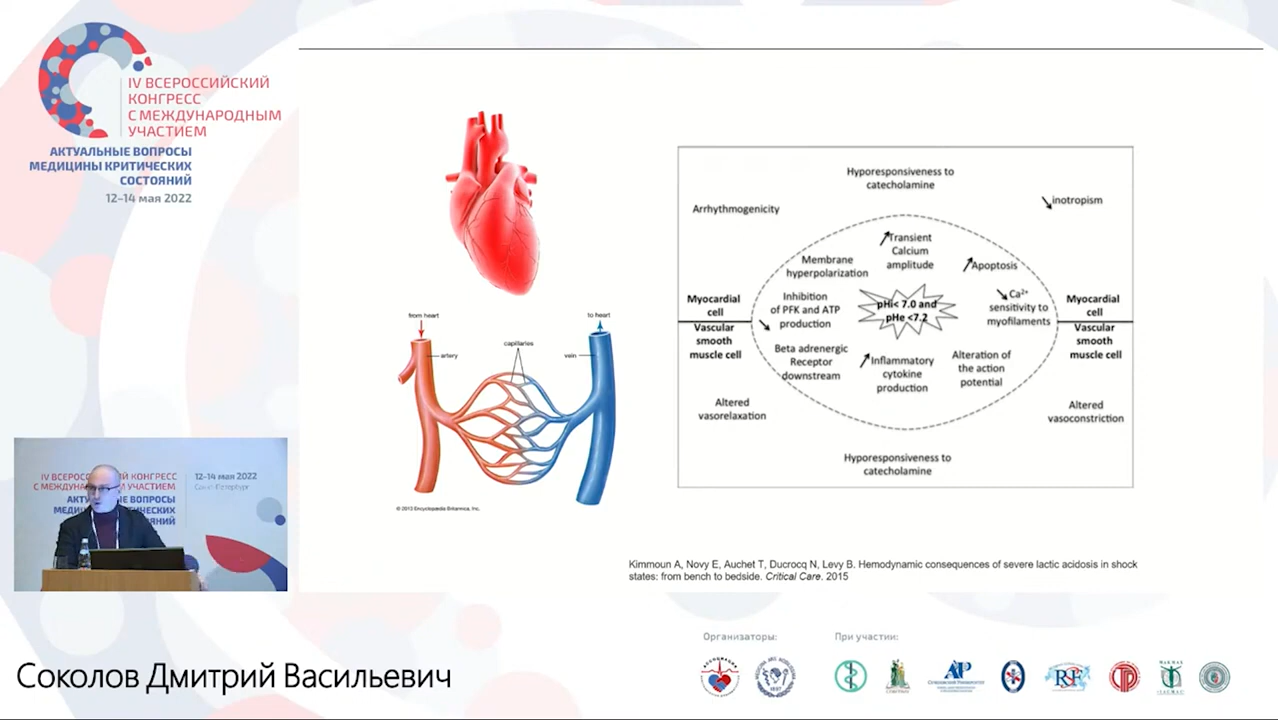 IV ВСЕРОССИЙСКИЙ
КОНГРЕСС
С МЕЖДУНАРОДНЫМ
УЧАСТИЕМ
АКТУАЛЬНЫЕ ВОПРОСЫ
МЕДИЦИНЫ КРИТИЧЕСКИХ
СОСТОЯНИЙ
12-14 мая 2022
from heart
to heart
capillaries
artery
vein
© 2013 Encyclopædia Britannica, Inc.
Hyporesponsiveness to
catecholamine
Arrhythmogenicity
inotropism
Transient
Calcium
amplitude
Membrane
hyperpolarization
Apoptosis
Inhibition
of PFK and ATP
production
pHi< 7.0 and
pHe <7.2
Ca2+
sensitivity to
myofilaments
Myocardial
cell
Vascular
smooth
muscle cell
Myocardial
cell
Vascular
smooth
muscle cell
Beta adrenergic
Receptor
downstream
Inflammatory
cytokine
production
Alteration of
the action
potential
Altered
vasorelaxation
Altered
vasoconstriction
Hyporesponsiveness to
catecholamine
Kimmoun A, Novy E, Auchet T, Ducrocq N, Levy B. Hemodynamic consequences of severe lactic acidosis in shock
states: from bench to bedside. Critical Care. 2015
12-14 мая 2022
Санкт-Петербург
Организаторы:
При участии:
Соколов Дмитрий Васильевич